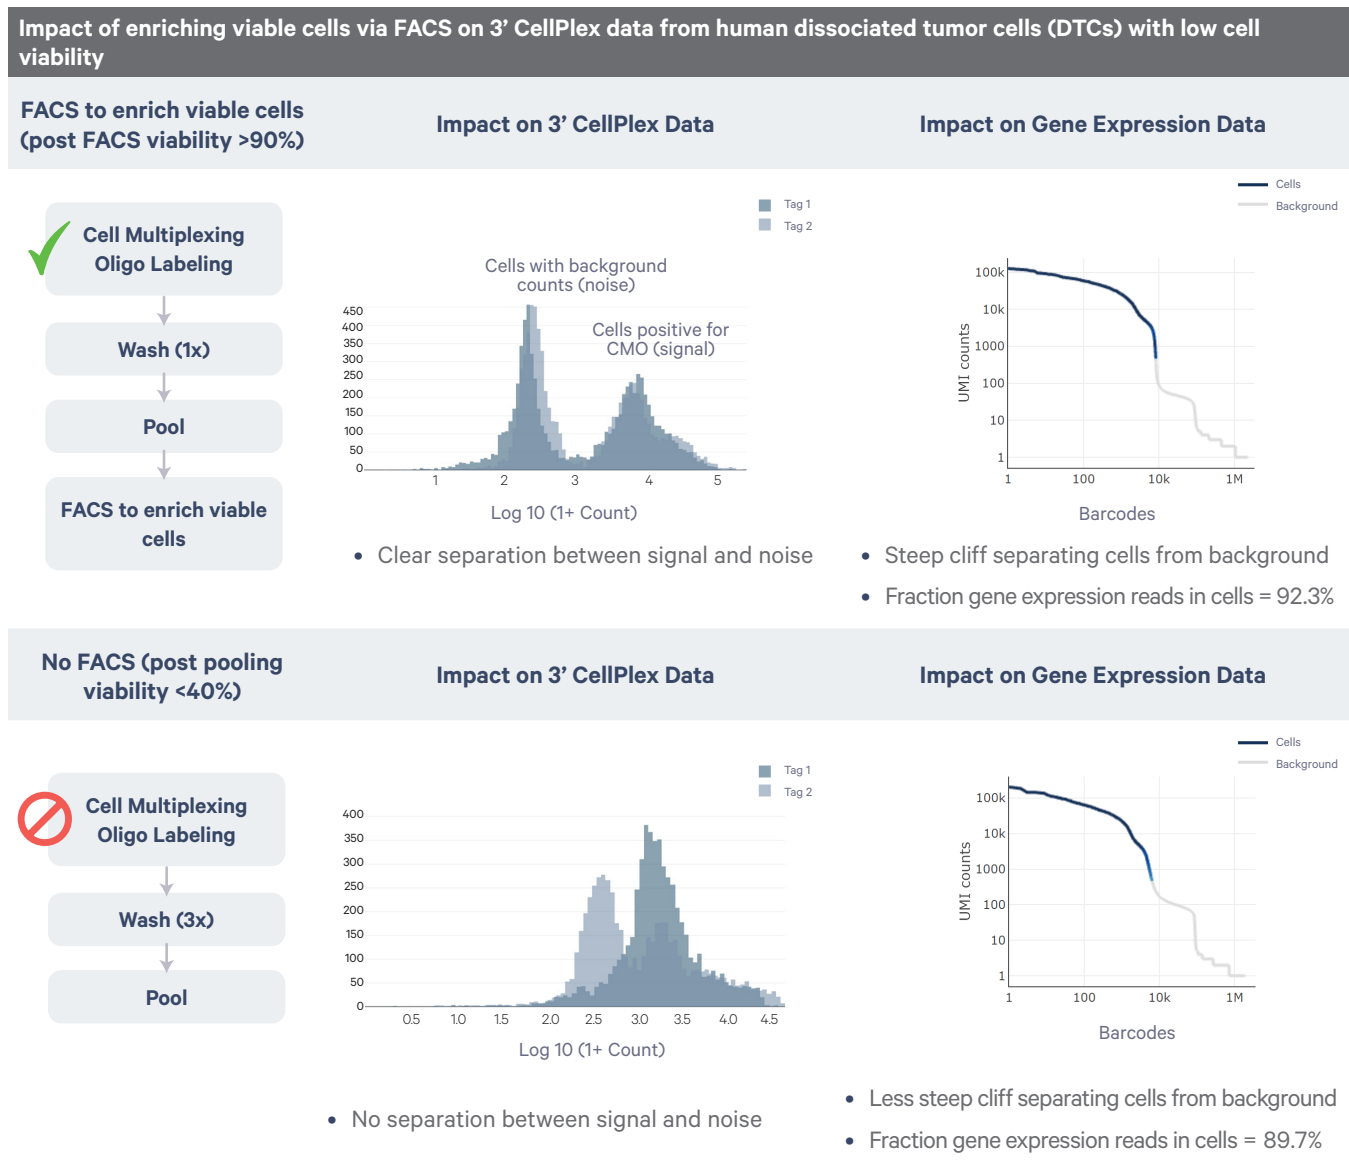 Impact of enriching viable cells via FACS on 3’ CellPlex data from human dissociated tumor cells (DTCs) with low cell
viability
FACS to enrich viable cells
(post FACS viability >90%)
Impact on 3’ CellPlex Data
Impact on Gene Expression Data
Cell Multiplexing
Oligo Labeling
Wash (1x)
Pool
FACS to enrich viable
cells
Tag 1
Tag 2
Cells with background
counts (noise)
Cells positive for
CMO (signal)
450
400
350
300
250
200
150
100
50
0
1 2 3 4 5
Log 10 (1+ Count)
• Clear separation between signal and noise
Cells
Background
UMI counts
100k
10k
1000
100
10
1
1 100 10k 1M
Barcodes
• Steep cliff separating cells from background
• Fraction gene expression reads in cells = 92.3%
No FACS (post pooling
viability <40%)
Impact on 3’ CellPlex Data
Impact on Gene Expression Data
Cell Multiplexing
Oligo Labeling
Wash (3x)
Pool
Tag 1
Tag 2
400
350
300
250
200
150
100
50
0
0.5 1.0 1.5 2.0 2.5 3.0 3.5 4.0 4.5
Log 10 (1+ Count)
• No separation between signal and noise
Cells
Background
UMI counts
100k
10k
1000
100
10
1
1 100 10k 1M
Barcodes
• Less steep cliff separating cells from background
• Fraction gene expression reads in cells = 89.7%